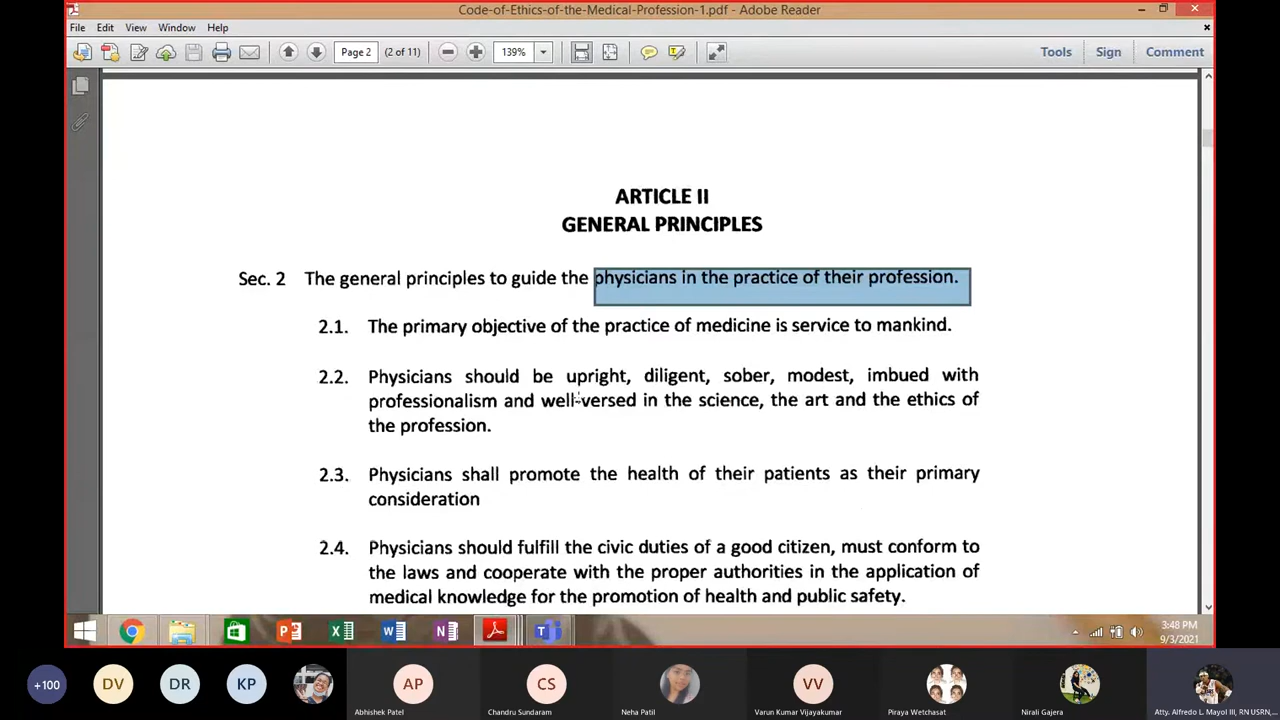 Code-of-Ethics-of-the-Medical-Profession-1.pdf - Adobe Reader
File Edit View Window Help
Page 2 (2 of 11) 139% Tools Sign Comment
ARTICLE II
GENERAL PRINCIPLES
Sec. 2 The general principles to guide the physicians in the practice of their profession.
2.1. The primary objective of the practice of medicine is service to mankind.
2.2. Physicians should be upright, diligent, sober, modest, imbued with
professionalism and well-versed in the science, the art and the ethics of
the profession.
2.3. Physicians shall promote the health of their patients as their primary
consideration
2.4. Physicians should fulfill the civic duties of a good citizen, must conform to
the laws and cooperate with the proper authorities in the application of
medical knowledge for the promotion of health and public safety.
3:48 PM
9/3/2021
+100 DV DR KP AP CS VV
Abhishek Patel Chandru Sundaram Neha Patil Varun Kumar Vijayakumar Piraya Wetchasat Nirali Gajera Atty. Alfredo L. Mayol III, RN USRN,...